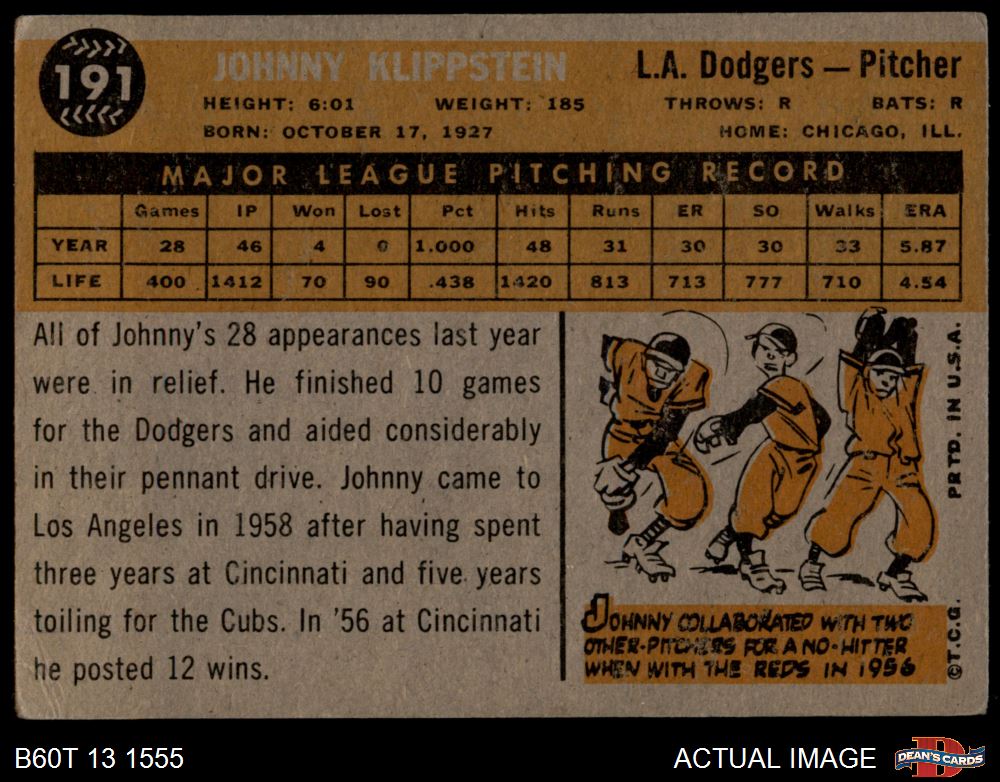 191
JOHNNY KLIPPSTEIN
L.A. Dodgers — Pitcher
HEIGHT: 6:01 WEIGHT: 185 THROWS: R BATS: R
BORN: OCTOBER 17, 1927 HOME: CHICAGO, ILL.
MAJOR LEAGUE PITCHING RECORD
Games IP Won Lost Pct Hits Runs ER SO Walks ERA
YEAR 28 46 4 0 1.000 48 31 30 30 33 5.87
LIFE 400 1412 70 90 .438 1420 813 713 777 710 4.54
All of Johnny's 28 appearances last year
were in relief. He finished 10 games
for the Dodgers and aided considerably
in their pennant drive. Johnny came to
Los Angeles in 1958 after having spent
three years at Cincinnati and five years
toiling for the Cubs. In '56 at Cincinnati
he posted 12 wins.
JOHNNY COLLABORATED WITH TWO
OTHER PITCHERS FOR A NO-HITTER
WHEN WITH THE REDS IN 1956
PRTD. IN U.S.A.
©T.C.G.
B60T 13 1555
ACTUAL IMAGE
D
DEAN'S CARDS